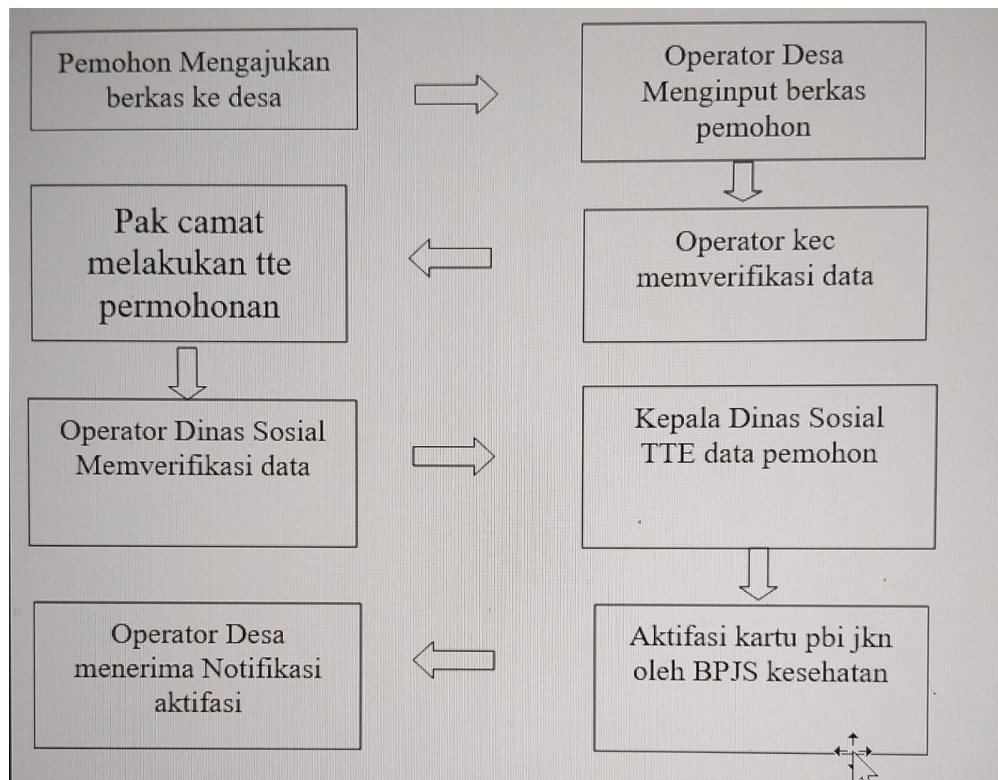 Pemohon Mengajukan
berkas ke desa
Operator Desa
Menginput berkas
pemohon
Operator kec
memverifikasi data
Pak camat
melakukan tte
permohonan
Operator Dinas Sosial
Memverifikasi data
Kepala Dinas Sosial
TTE data pemohon
Aktifasi kartu pbi jkn
oleh BPJS kesehatan
Operator Desa
menerima Notifikasi
aktifasi